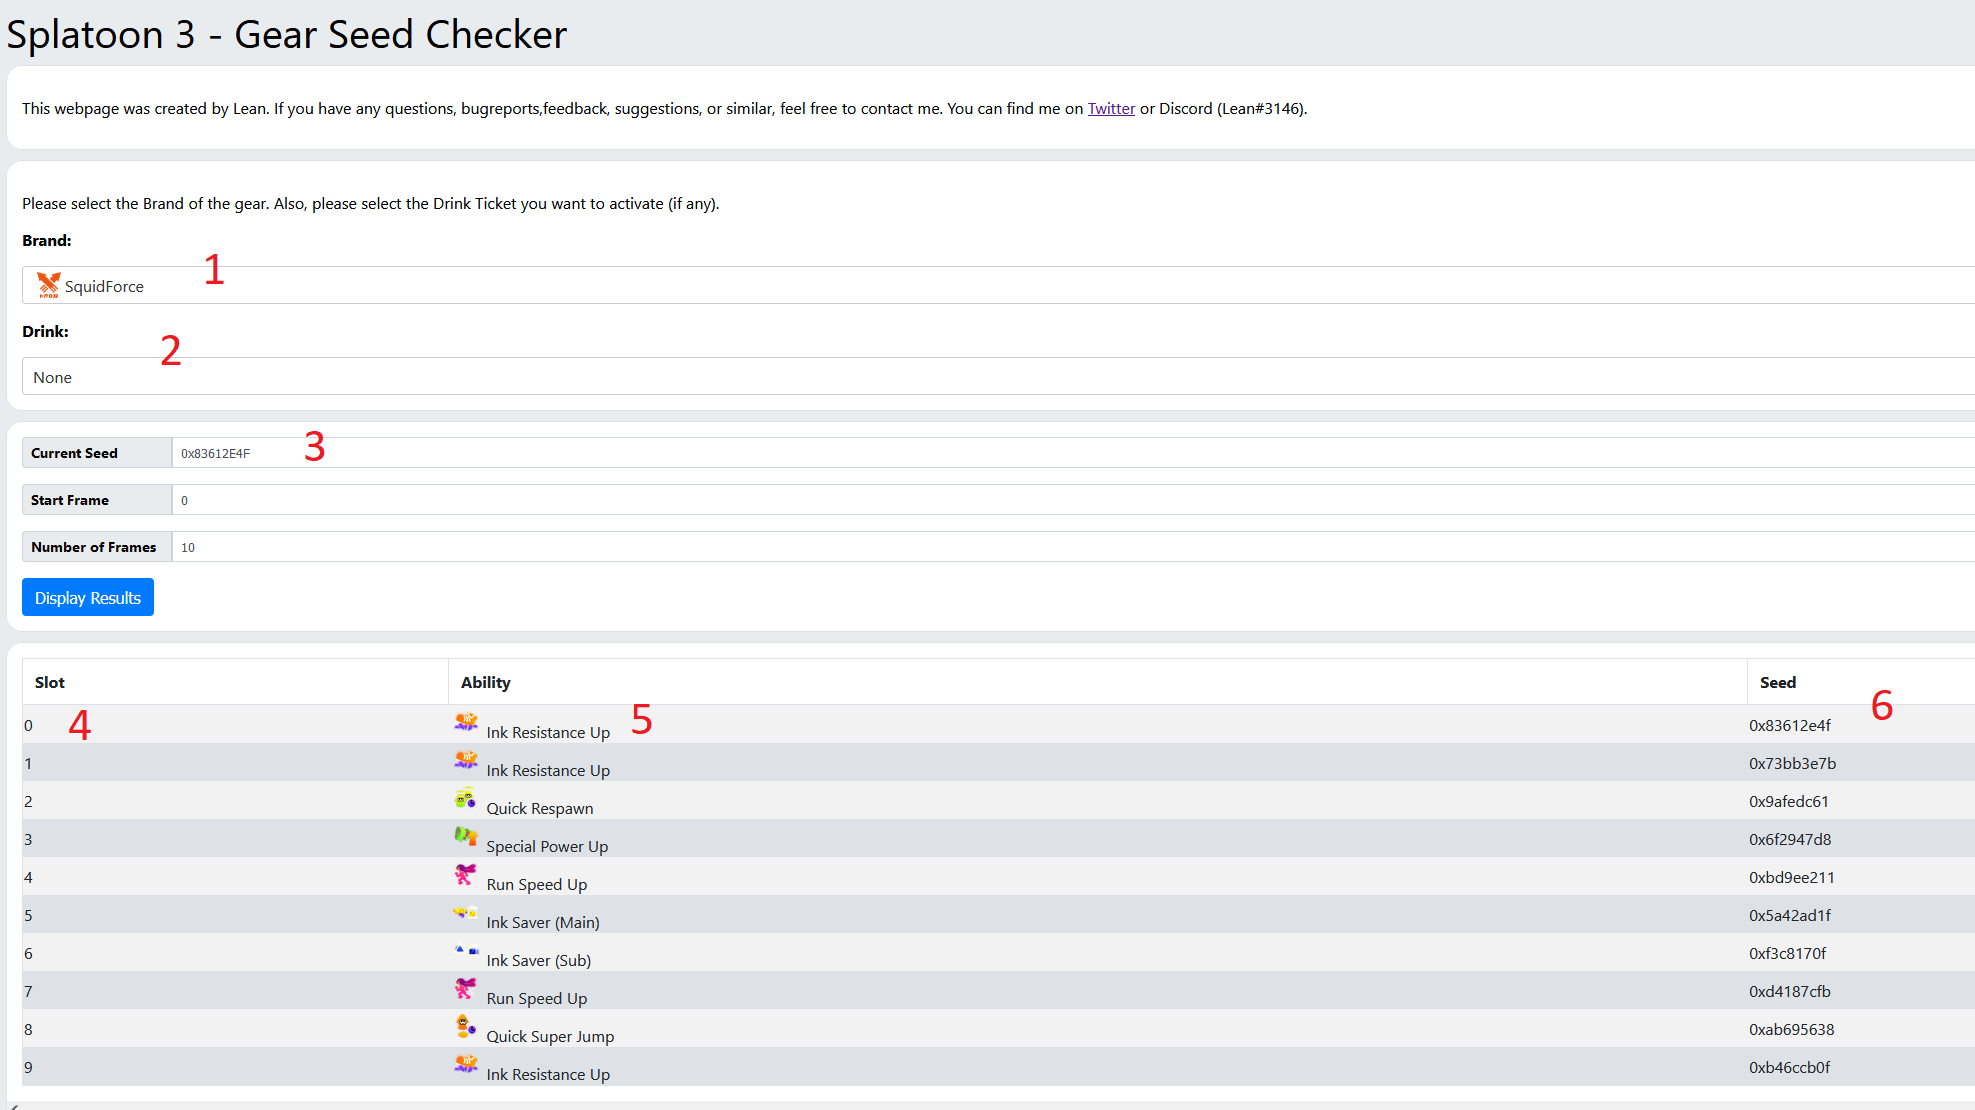 Splatoon 3 - Gear Seed Checker
This webpage was created by Lean. If you have any questions, bugreports,feedback, suggestions, or similar, feel free to contact me. You can find me on Twitter or Discord (Lean#3146).
Please select the Brand of the gear. Also, please select the Drink Ticket you want to activate (if any).
Brand:
1
SquidForce
Drink:
2
None
Current Seed 0x83612E4F 3
Start Frame 0
Number of Frames 10
Display Results
Slot Ability Seed
0 4 Ink Resistance Up 5 0x83612e4f 6
1 Ink Resistance Up 0x73bb3e7b
2 Quick Respawn 0x9afedc61
3 Special Power Up 0x6f2947d8
4 Run Speed Up 0xbd9ee211
5 Ink Saver (Main) 0x5a42ad1f
6 Ink Saver (Sub) 0xf3c8170f
7 Run Speed Up 0xd4187cfb
8 Quick Super Jump 0xab695638
9 Ink Resistance Up 0xb46ccb0f